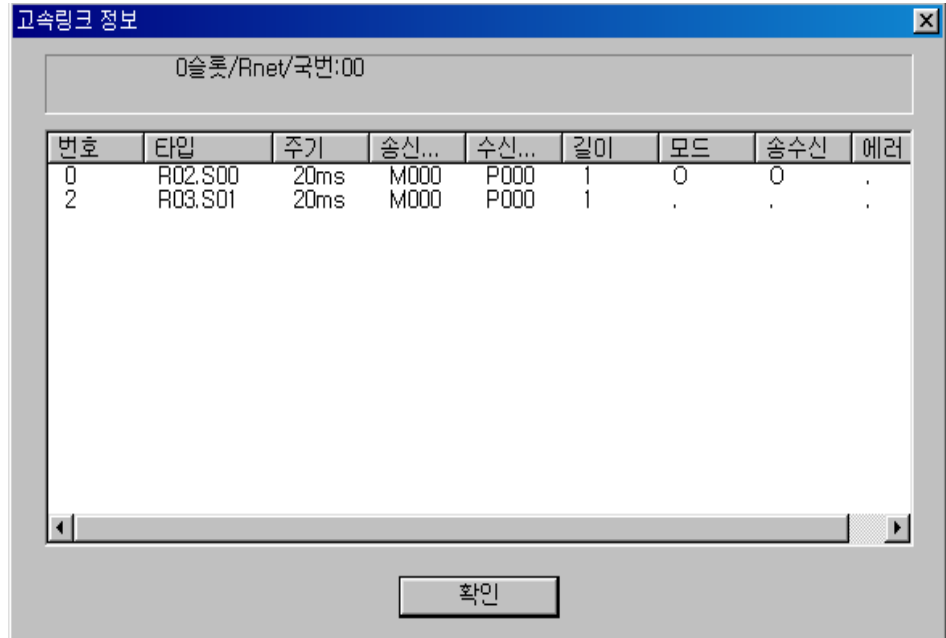 고속링크 정보
0슬롯/Rnet/국번:00
번호 타입 주기 송신... 수신... 길이 모드 송수신 에러
0 R02.S00 20ms M000 P000 1 O O .
2 R03.S01 20ms M000 P000 1 . . .
확인